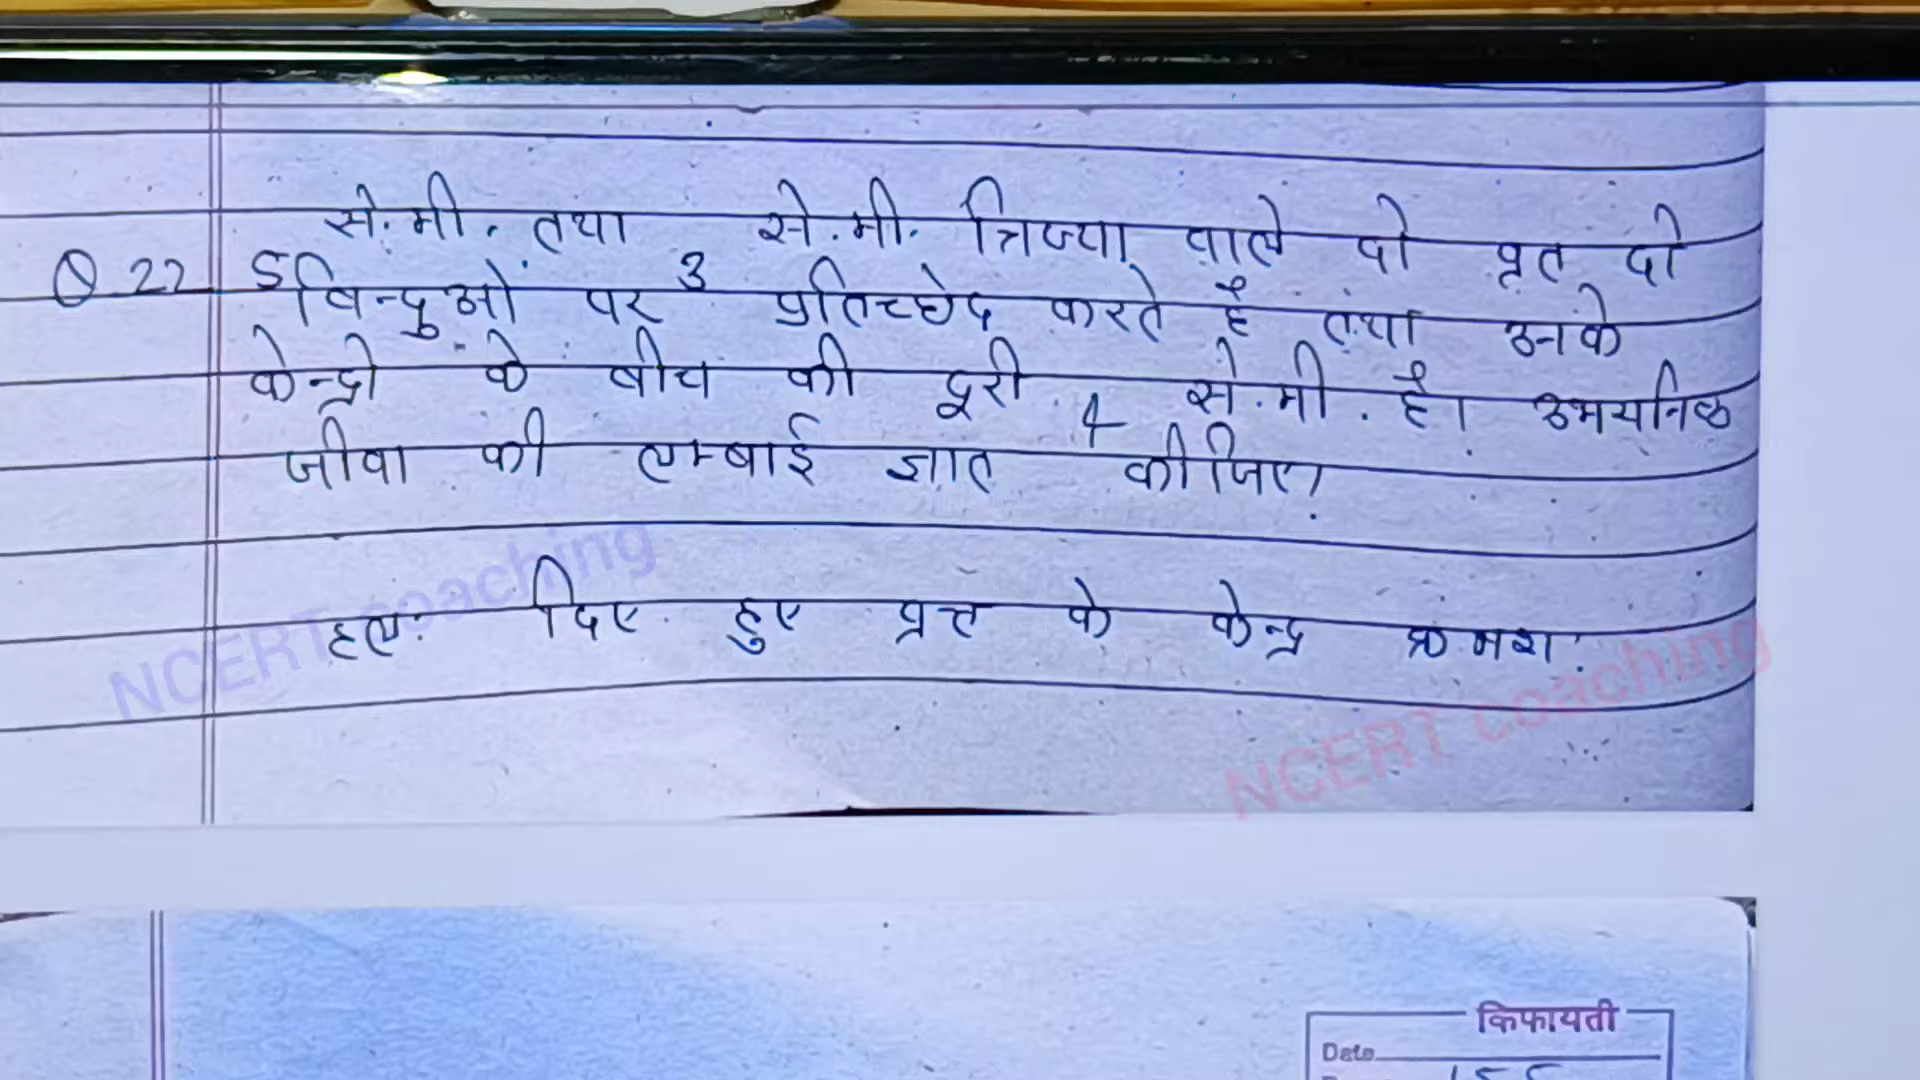 से.मी. तथा से.मी. त्रिज्या वाले दो वृत दो
Q 22 5 बिन्दुओं पर 3 प्रतिच्छेद करते है तथा उनके
केन्द्रो के बीच की दूरी 4 से.मी. है। उभयनिष्ठ
जीवा की लम्बाई ज्ञात कीजिए।
हल: दिए हुए वृत्त के केन्द्र क्रमश:
NCERT coaching
NCERT coaching
किफायती
Date